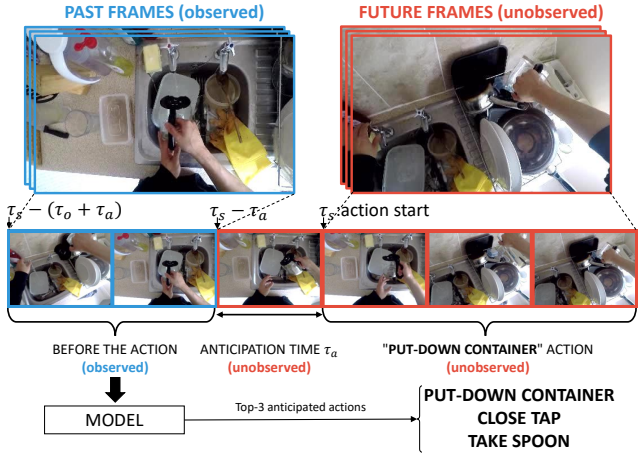 PAST FRAMES (observed)
FUTURE FRAMES (unobserved)
τₛ − (τₒ + τₐ)
τₛ − τₐ
τₛ action start
BEFORE THE ACTION
(observed)
ANTICIPATION TIME τₐ
(unobserved)
"PUT-DOWN CONTAINER" ACTION
(unobserved)
MODEL
Top-3 anticipated actions
PUT-DOWN CONTAINER
CLOSE TAP
TAKE SPOON